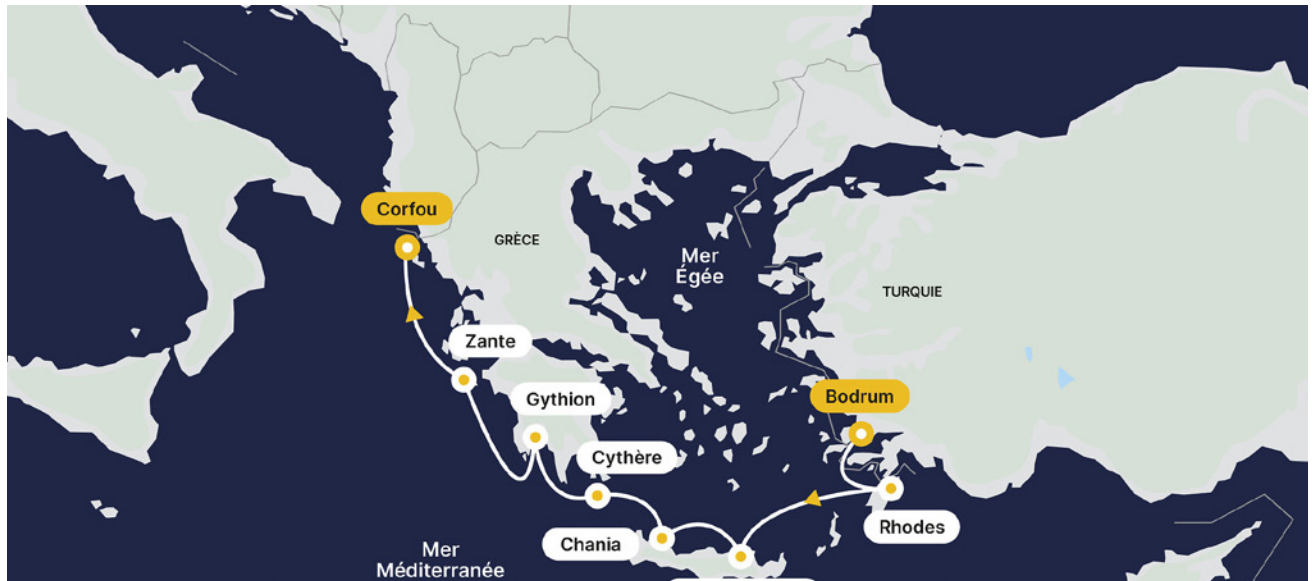 Corfou
GRÈCE
Mer
Égée
TURQUIE
Zante
Gythion
Bodrum
Cythère
Rhodes
Chania
Mer
Méditerranée